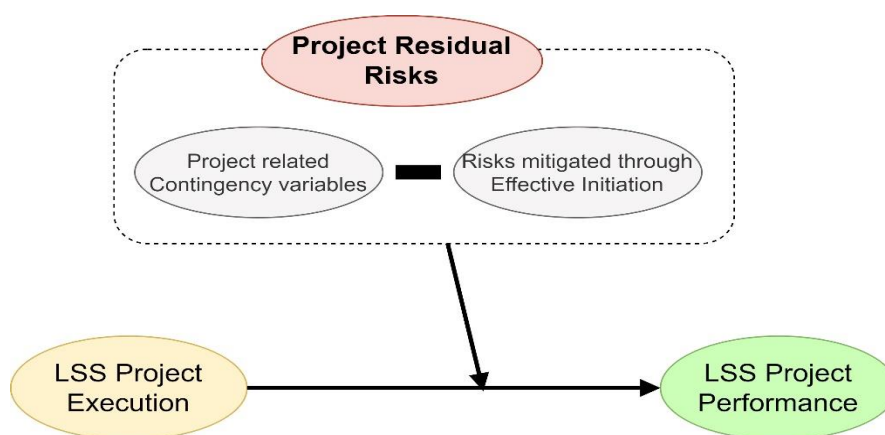 Project Residual
Risks
Project related
Contingency variables
Risks mitigated through
Effective Initiation
LSS Project
Execution
LSS Project
Performance